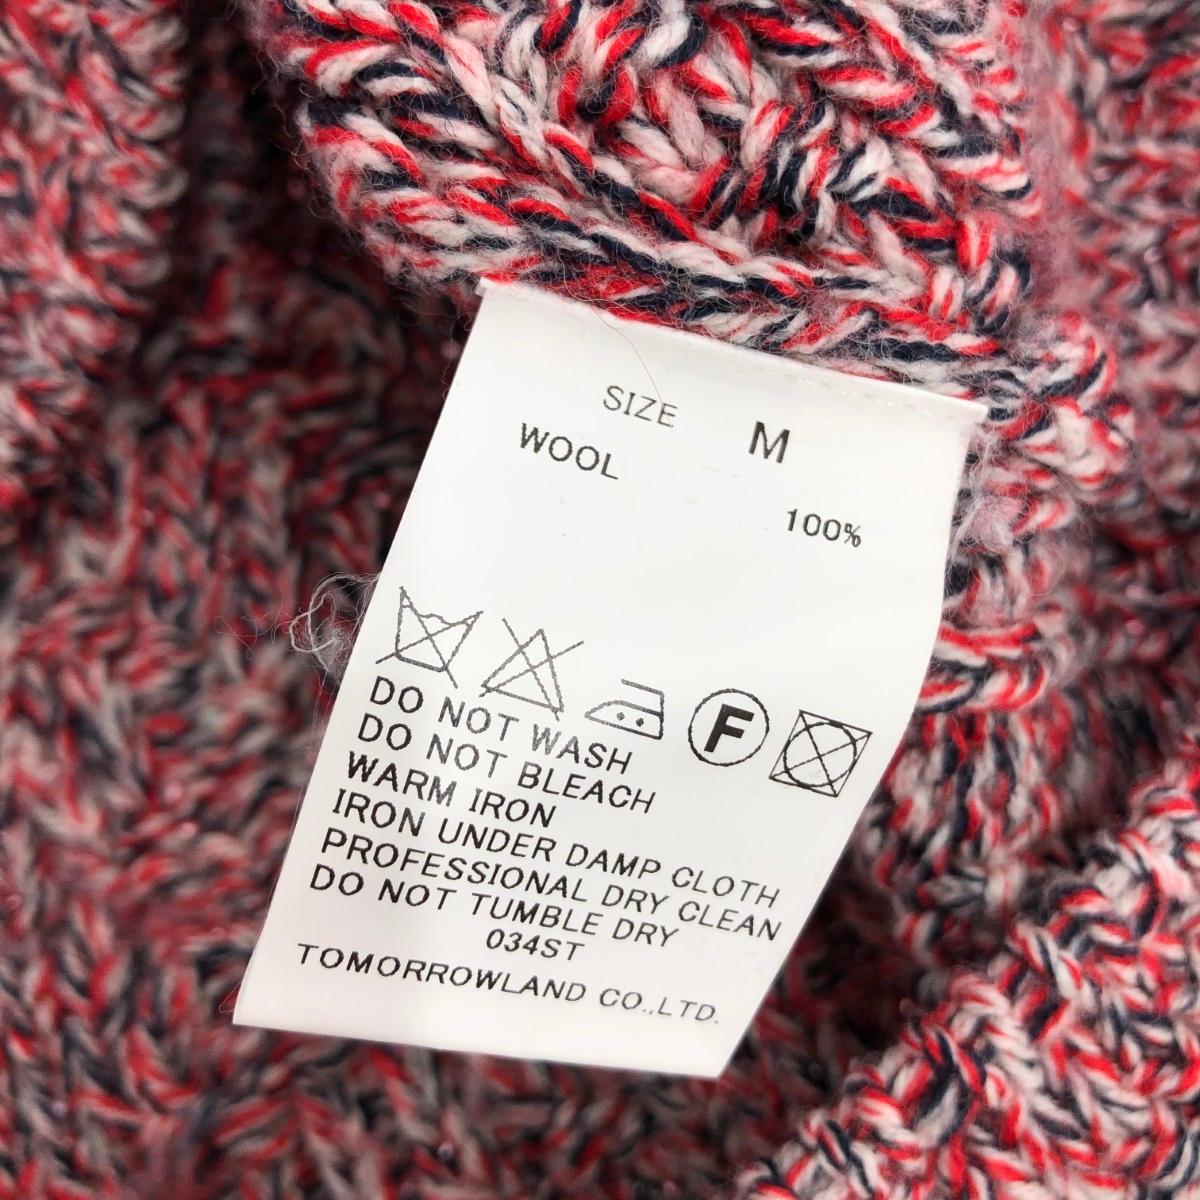 SIZE M
WOOL
100%
F
DO NOT WASH
DO NOT BLEACH
WARM IRON
IRON UNDER DAMP CLOTH
PROFESSIONAL DRY CLEAN
DO NOT TUMBLE DRY
034ST
TOMORROWLAND CO.,LTD.